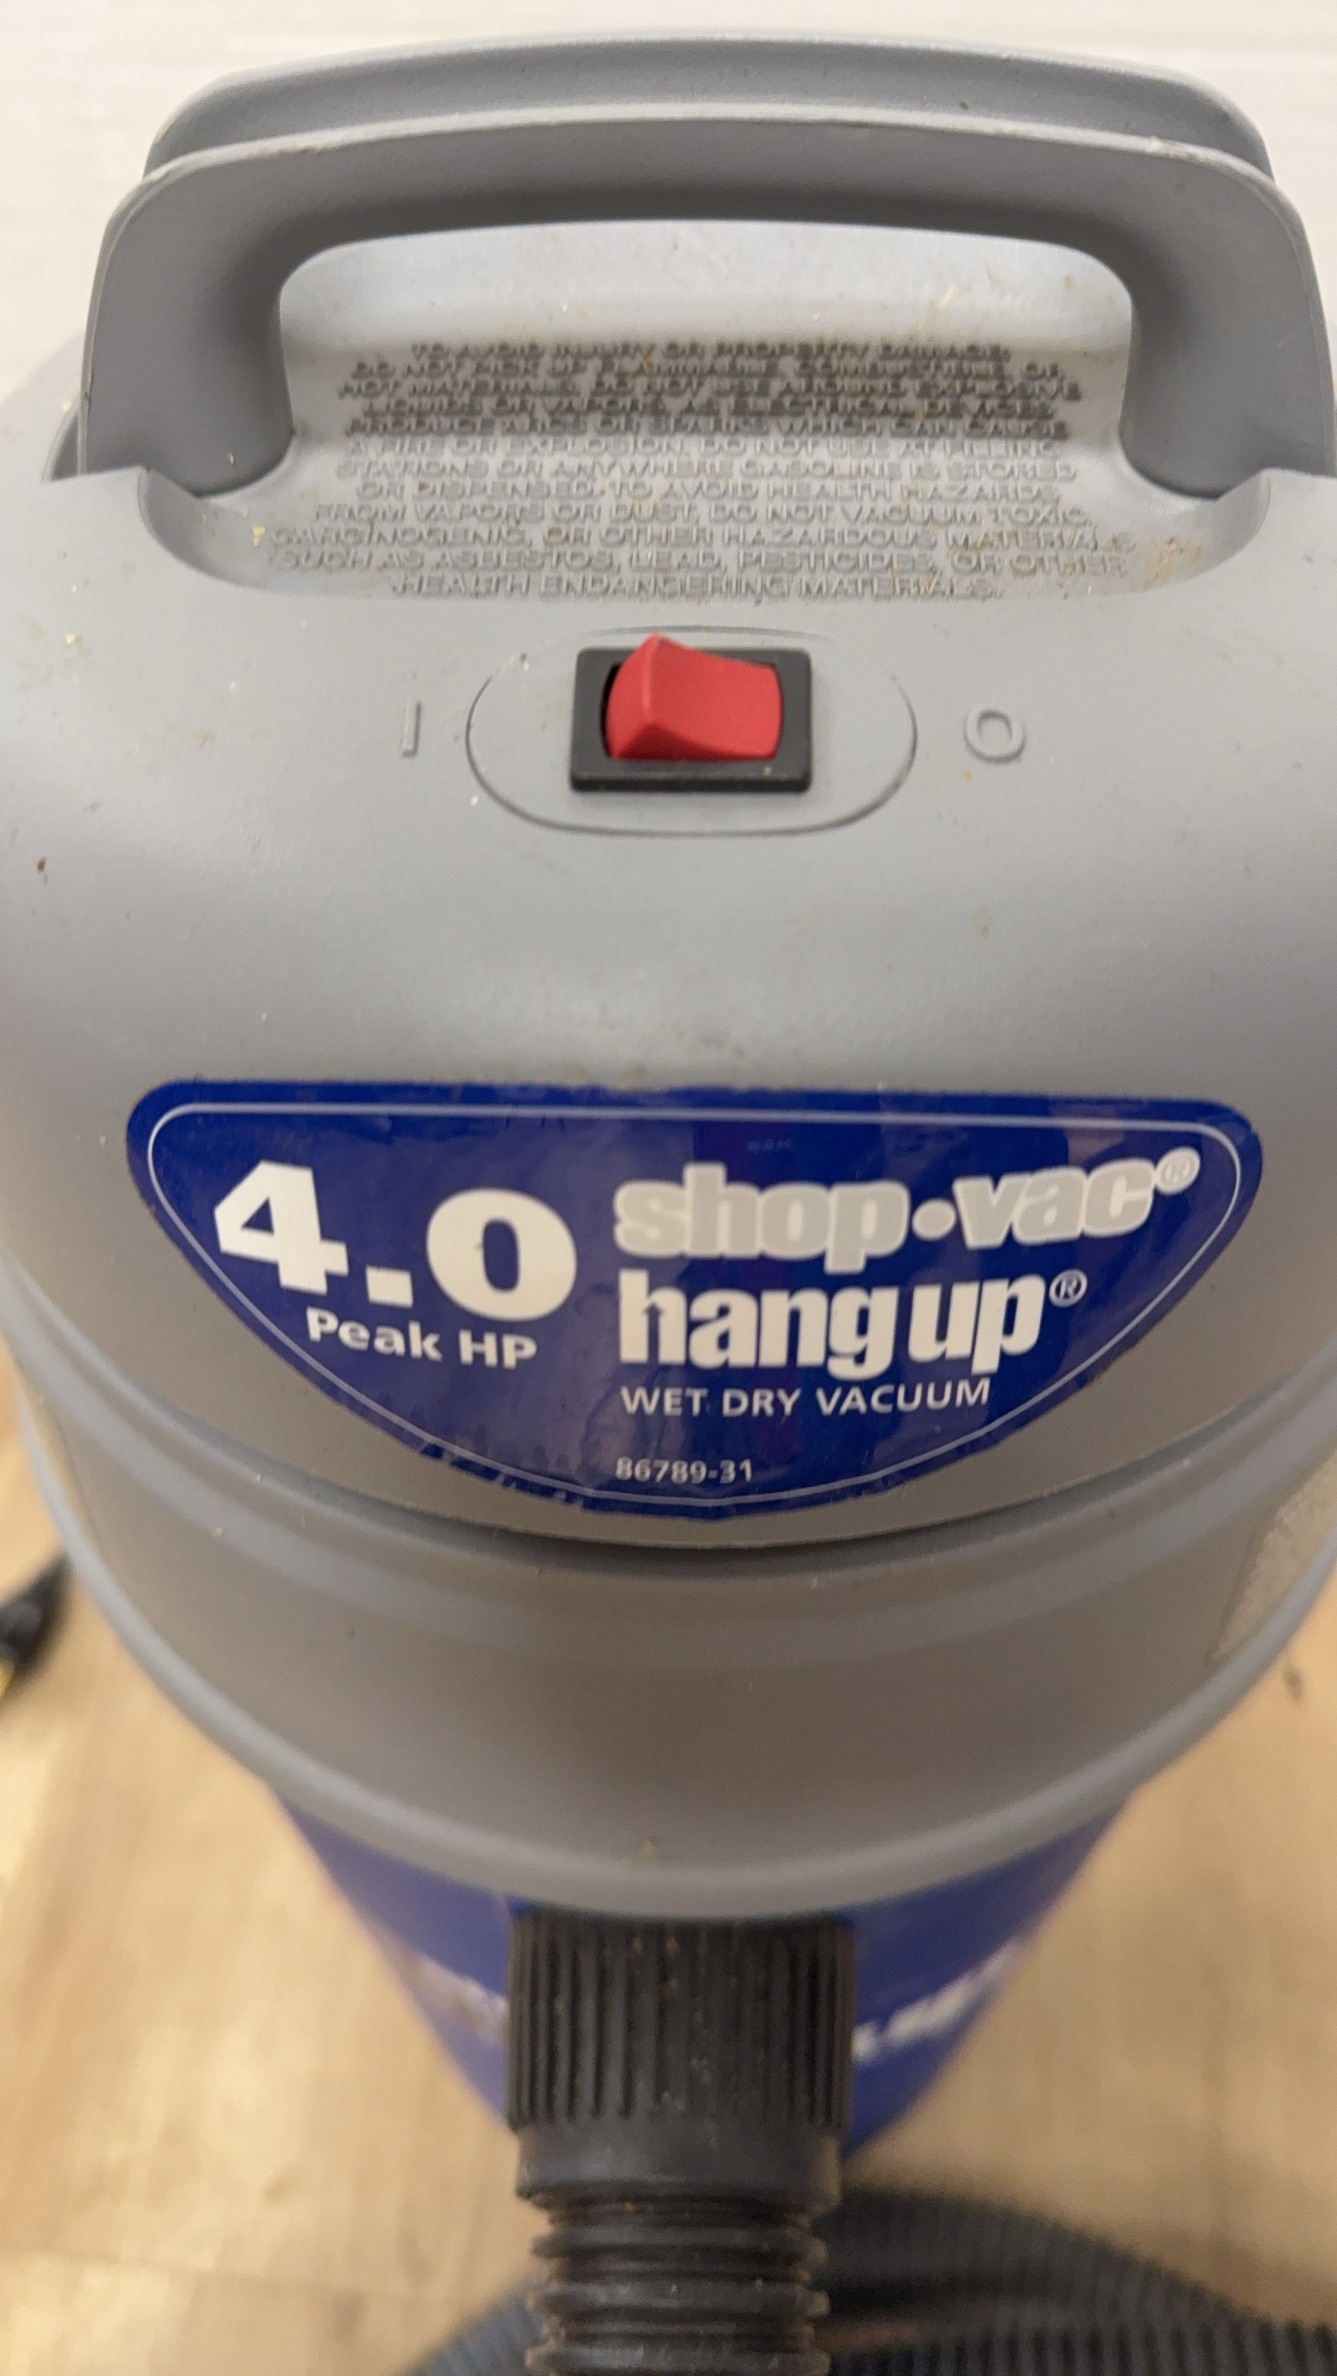 TO AVOID INJURY OR PROPERTY DAMAGE:
DO NOT PICK UP FLAMMABLE, COMBUSTIBLE, OR
HOT MATERIALS. DO NOT USE AROUND EXPLOSIVE
LIQUIDS OR VAPORS, AS ELECTRICAL DEVICES
PRODUCE ARCS OR SPARKS WHICH CAN CAUSE
A FIRE OR EXPLOSION. DO NOT USE AT FILLING
STATIONS OR ANYWHERE GASOLINE IS STORED
OR DISPENSED. TO AVOID HEALTH HAZARDS
FROM VAPORS OR DUST, DO NOT VACUUM TOXIC,
CARCINOGENIC, OR OTHER HAZARDOUS MATERIALS
SUCH AS ASBESTOS, LEAD, PESTICIDES, OR OTHER
HEALTH ENDANGERING MATERIALS.
I O
4.0
Peak HP
shop•vac®
hang up®
WET DRY VACUUM
86789-31